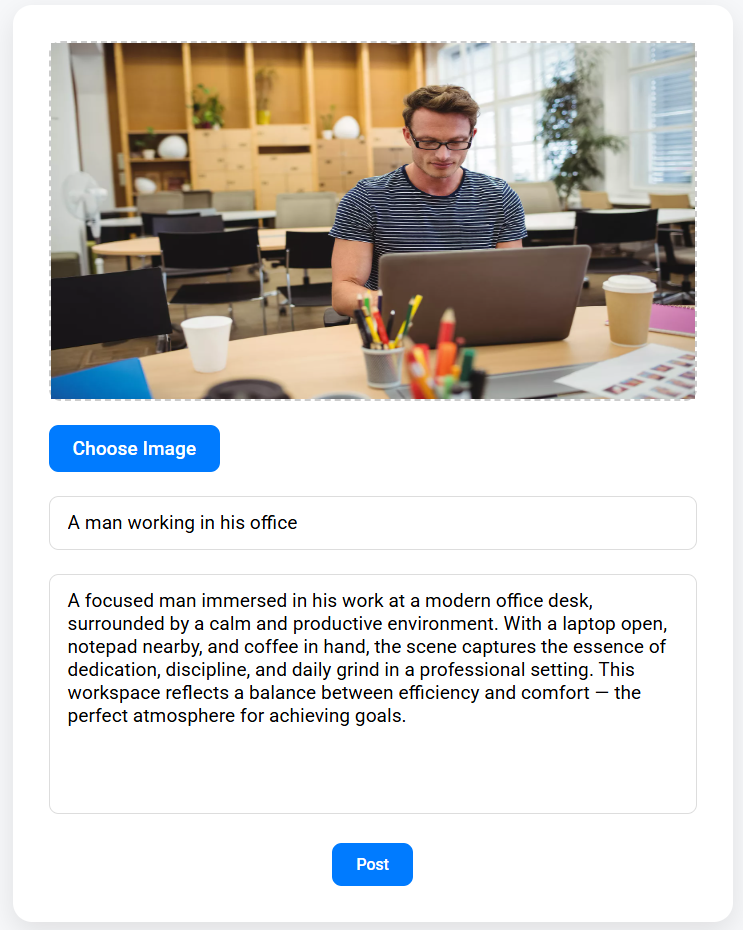 Choose Image
A man working in his office
A focused man immersed in his work at a modern office desk,
surrounded by a calm and productive environment. With a laptop open,
notepad nearby, and coffee in hand, the scene captures the essence of
dedication, discipline, and daily grind in a professional setting. This
workspace reflects a balance between efficiency and comfort — the
perfect atmosphere for achieving goals.
Post